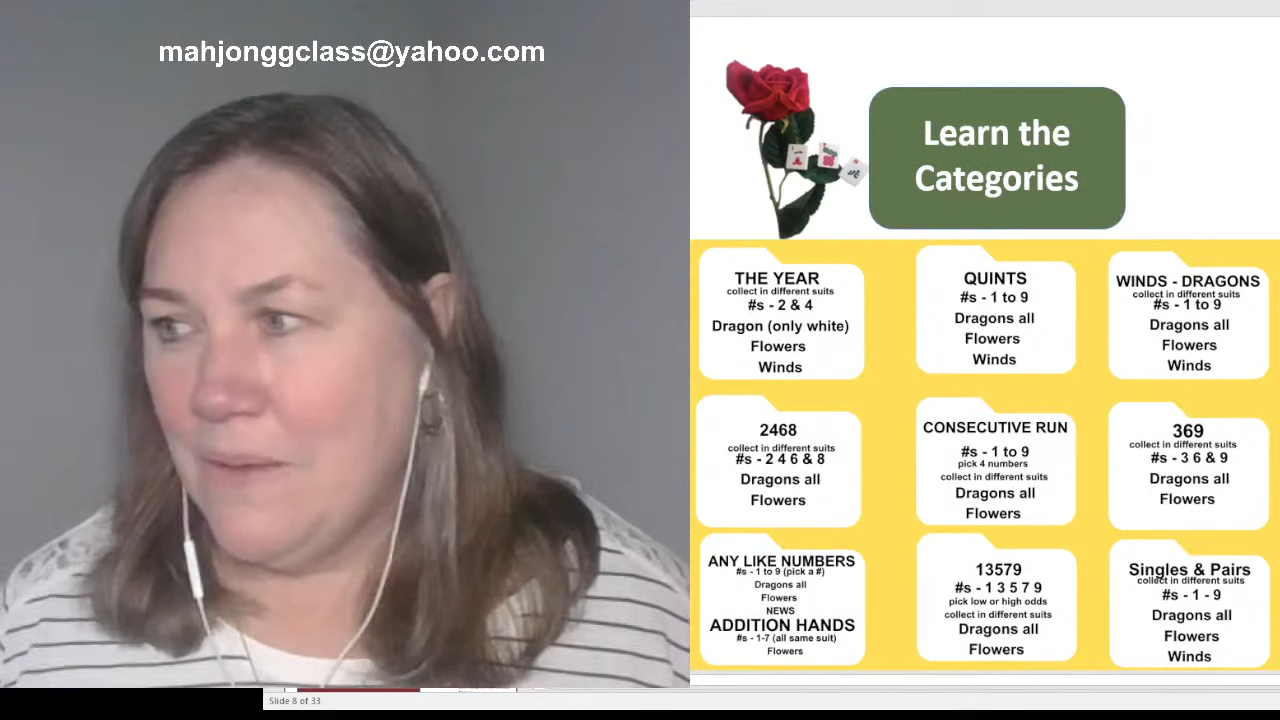 mahjonggclass@yahoo.com
Learn the
Categories
THE YEAR
collect in different suits
#s - 2 & 4
Dragon (only white)
Flowers
Winds
QUINTS
#s - 1 to 9
Dragons all
Flowers
Winds
WINDS - DRAGONS
collect in different suits
#s - 1 to 9
Dragons all
Flowers
Winds
2468
collect in different suits
#s - 2 4 6 & 8
Dragons all
Flowers
CONSECUTIVE RUN
#s - 1 to 9
pick 4 numbers
collect in different suits
Dragons all
Flowers
369
collect in different suits
#s - 3 6 & 9
Dragons all
Flowers
ANY LIKE NUMBERS
#s - 1 to 9 (pick a #)
Dragons all
Flowers
NEWS
ADDITION HANDS
#s - 1-7 (all same suit)
Flowers
13579
#s - 1 3 5 7 9
pick low or high odds
collect in different suits
Dragons all
Flowers
Singles & Pairs
collect in different suits
#s - 1 - 9
Dragons all
Flowers
Winds
Slide 8 of 33